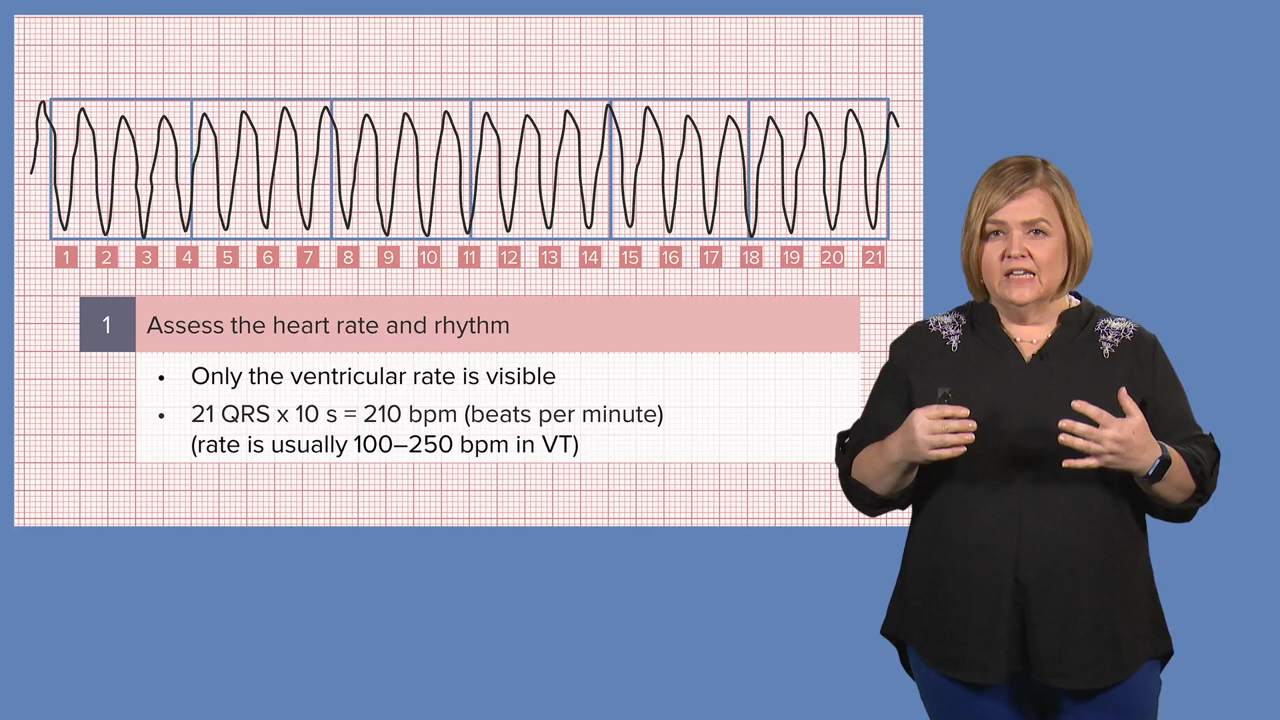 1 2 3 4 5 6 7 8 9 10 11 12 13 14 15 16 17 18 19 20 21
1 Assess the heart rate and rhythm
• Only the ventricular rate is visible
• 21 QRS x 10 s = 210 bpm (beats per minute)
(rate is usually 100–250 bpm in VT)